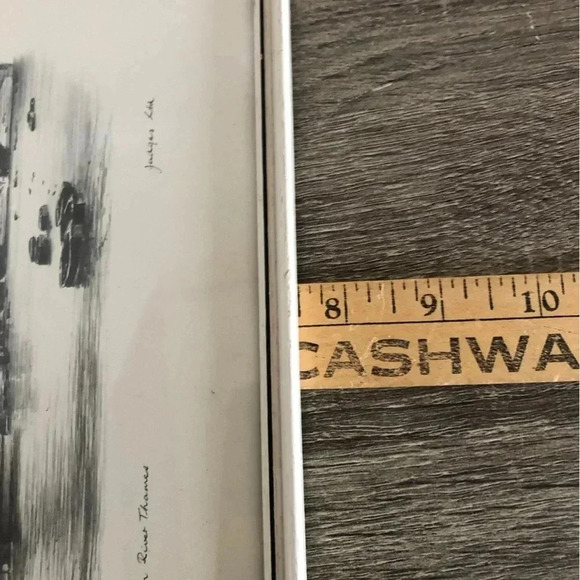 Judges Ltd
River Thames
8 9 10
CASHWA